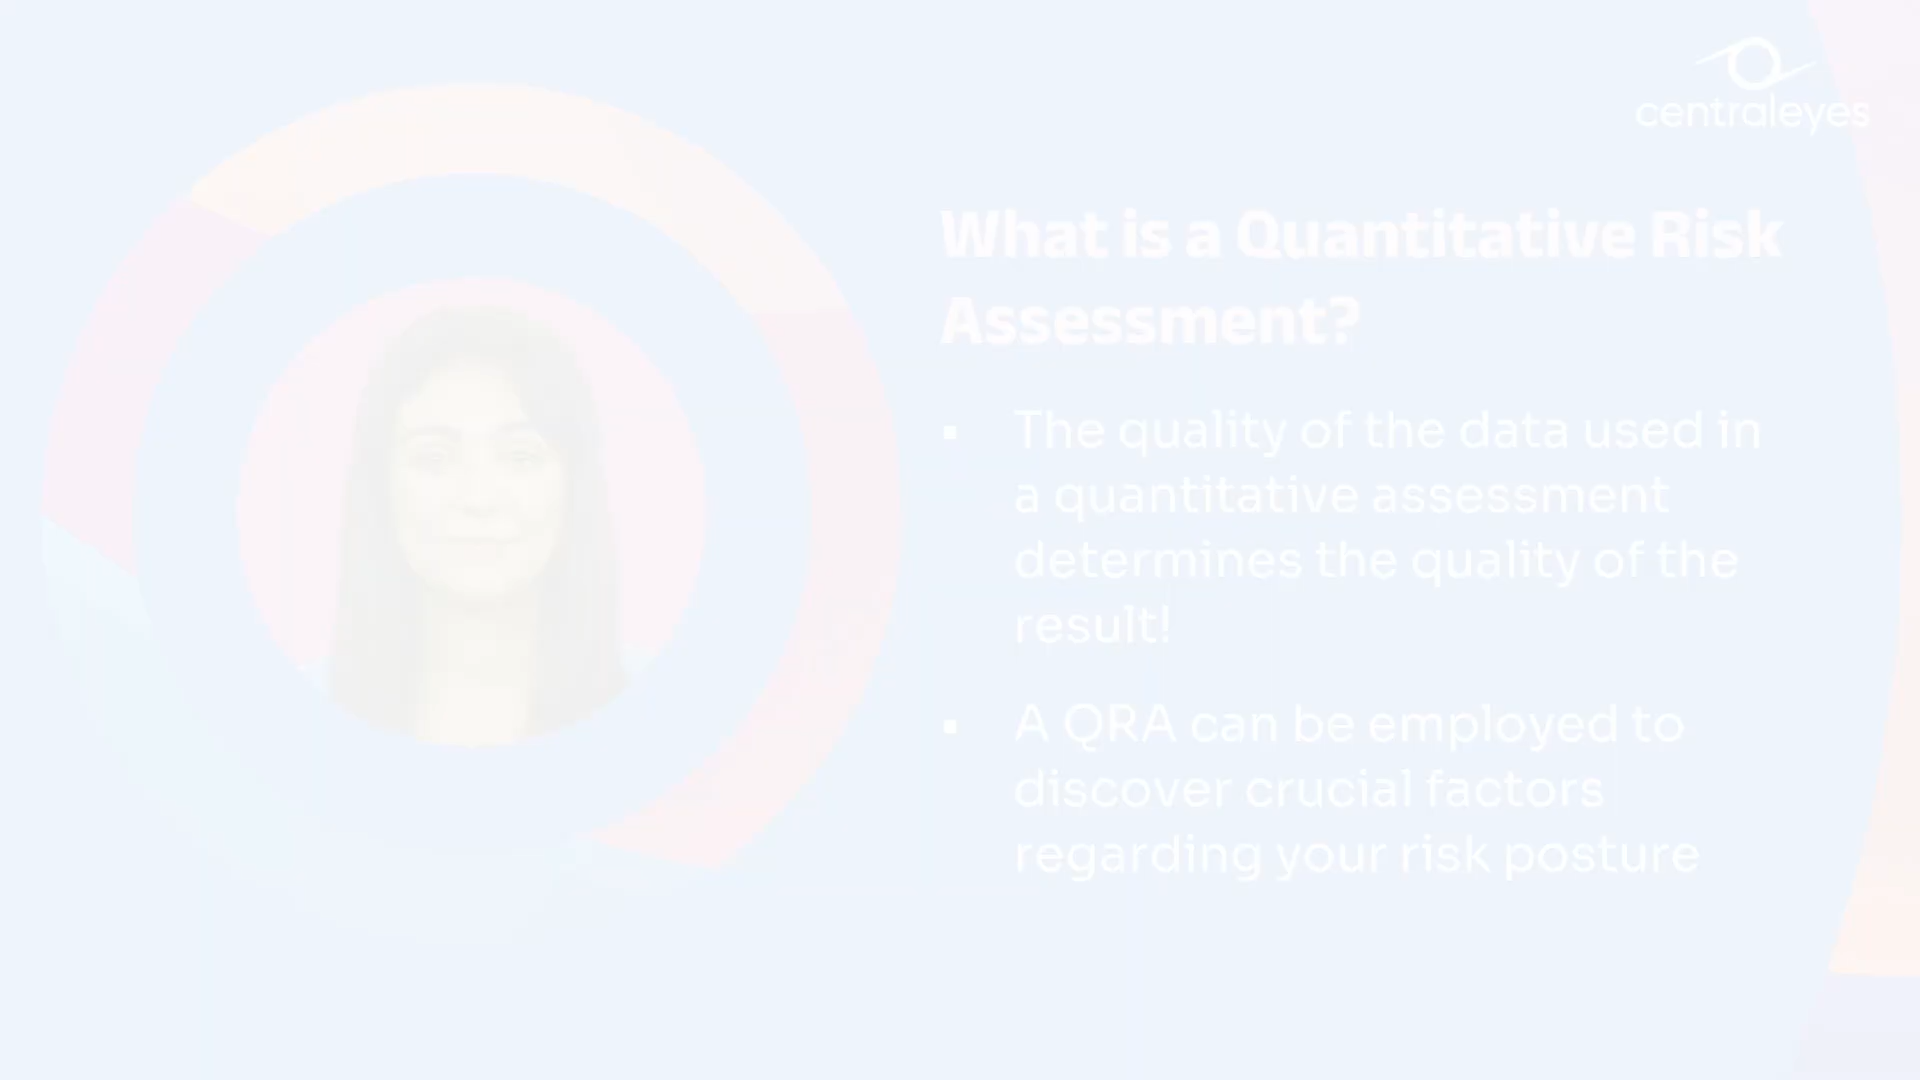 centraleyes
What is a Quantitative Risk
Assessment?
▪ The quality of the data used in
a quantitative assessment
determines the quality of the
result!
▪ A QRA can be employed to
discover crucial factors
regarding your risk posture